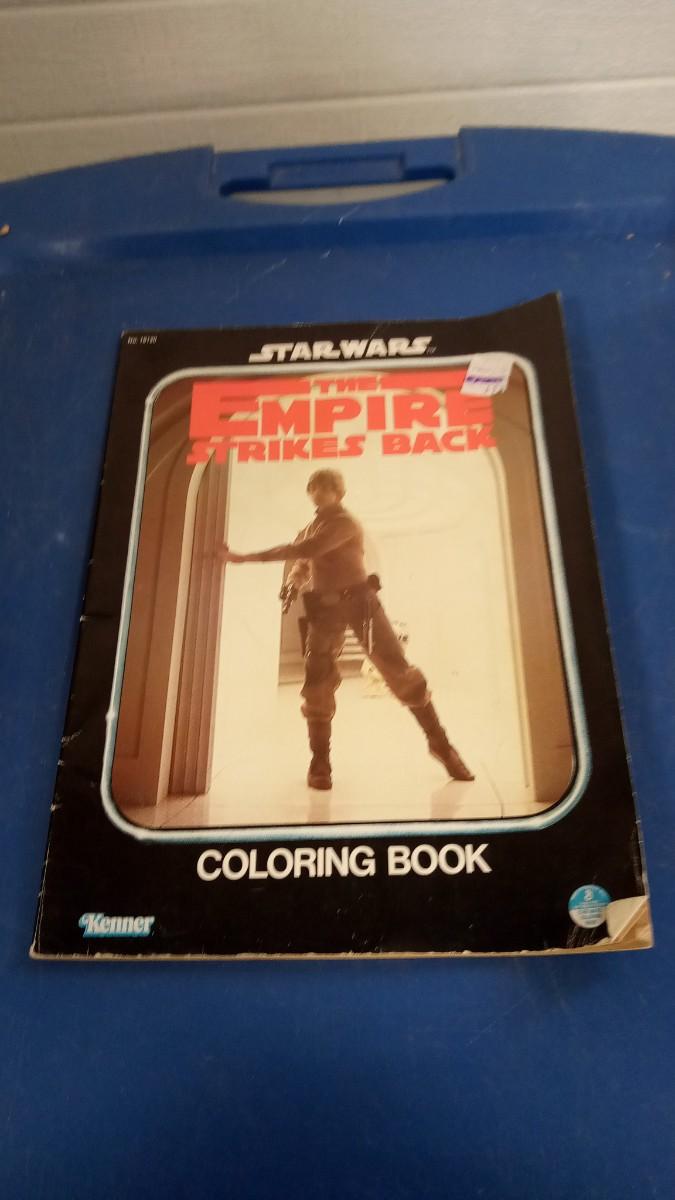 STAR WARS
THE
EMPIRE
STRIKES BACK
COLORING BOOK
Kenner